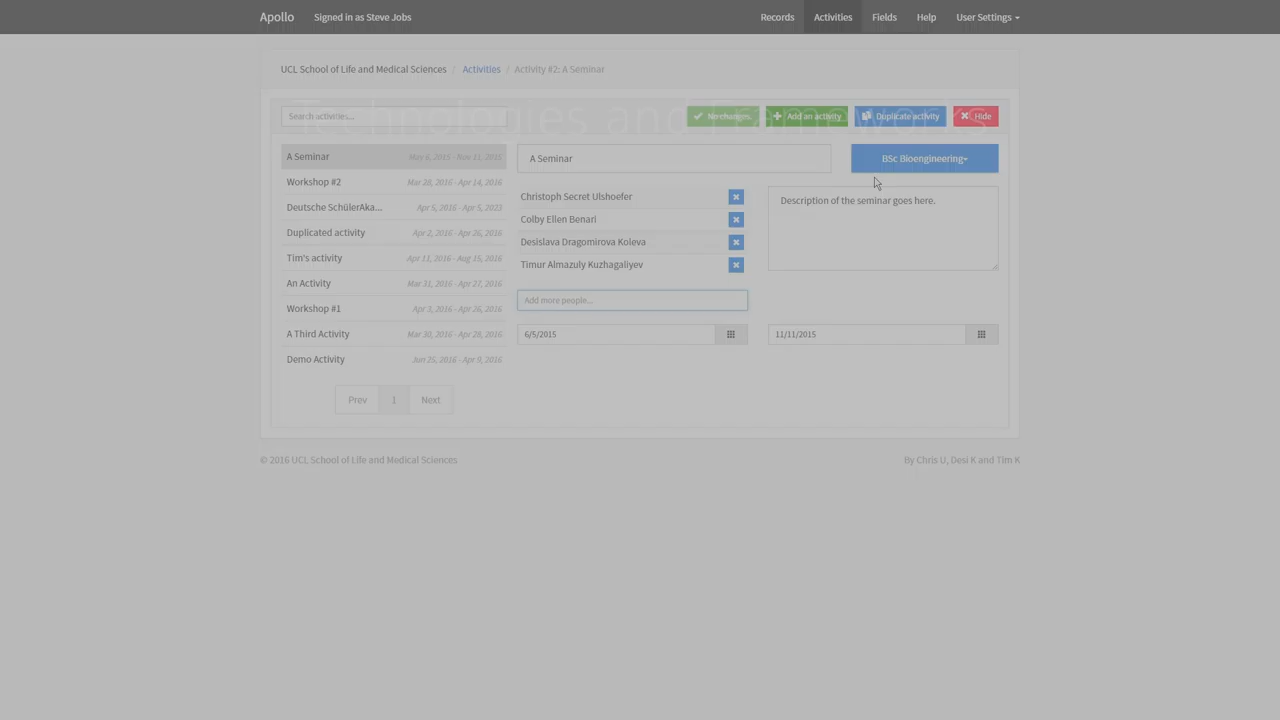 Apollo Signed in as Steve Jobs Records Activities Fields Help User Settings
UCL School of Life and Medical Sciences / Activities / Activity #2: A Seminar
Technologies and Frameworks
Search activities... No changes Add an activity Duplicate activity Hide
A Seminar May 6, 2015 - Nov 11, 2015
A Seminar
BSc Bioengineering
Workshop #2 Mar 28, 2016 - Apr 14, 2016
Deutsche SchülerAka... Apr 5, 2016 - Apr 5, 2023
Duplicated activity Apr 2, 2016 - Apr 26, 2016
Tim's activity Apr 13, 2016 - Aug 15, 2016
An Activity Mar 31, 2016 - Apr 27, 2016
Workshop #1 Apr 3, 2016 - Apr 26, 2016
A Third Activity Mar 30, 2016 - Apr 28, 2016
Demo Activity Jun 25, 2016 - Apr 9, 2016
Prev 1 Next
Christoph Secret Ulshoefer
Colby Ellen Benari
Desislava Dragomirova Koleva
Timur Almazuly Kuzhagaliyev
Add more people...
Description of the seminar goes here.
6/5/2015
11/11/2015
© 2016 UCL School of Life and Medical Sciences By Chris U, Desi K and Tim K